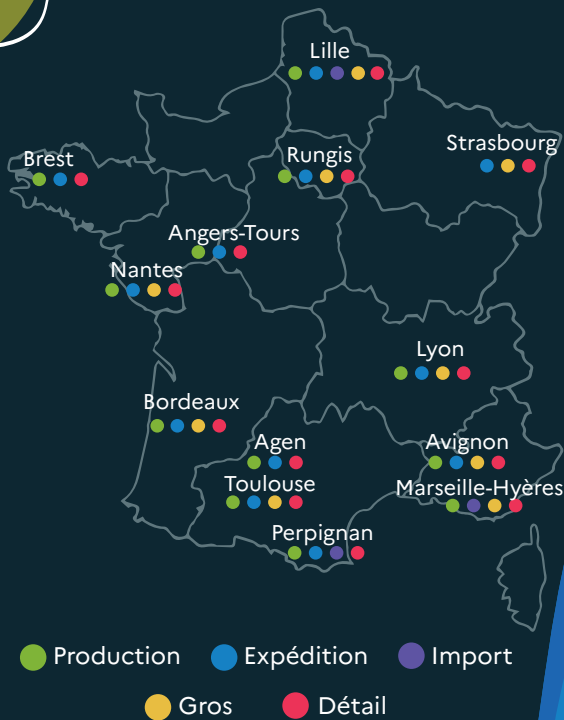 Lille
Strasbourg
Rungis
Brest
Angers-Tours
Nantes
Lyon
Bordeaux
Agen
Avignon
Toulouse
Marseille-Hyères
Perpignan
Production Expédition Import
Gros Détail